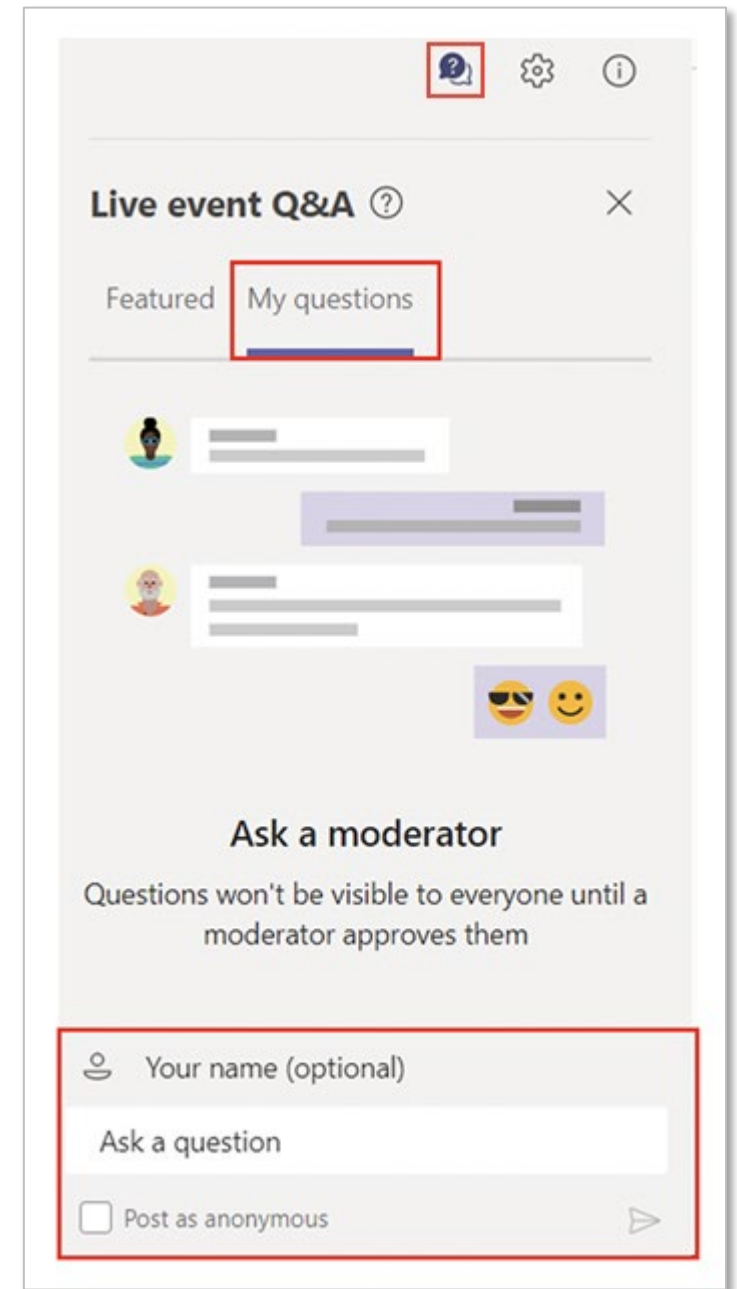 Live event Q&A
Featured My questions
Ask a moderator
Questions won't be visible to everyone until a
moderator approves them
Your name (optional)
Ask a question
Post as anonymous